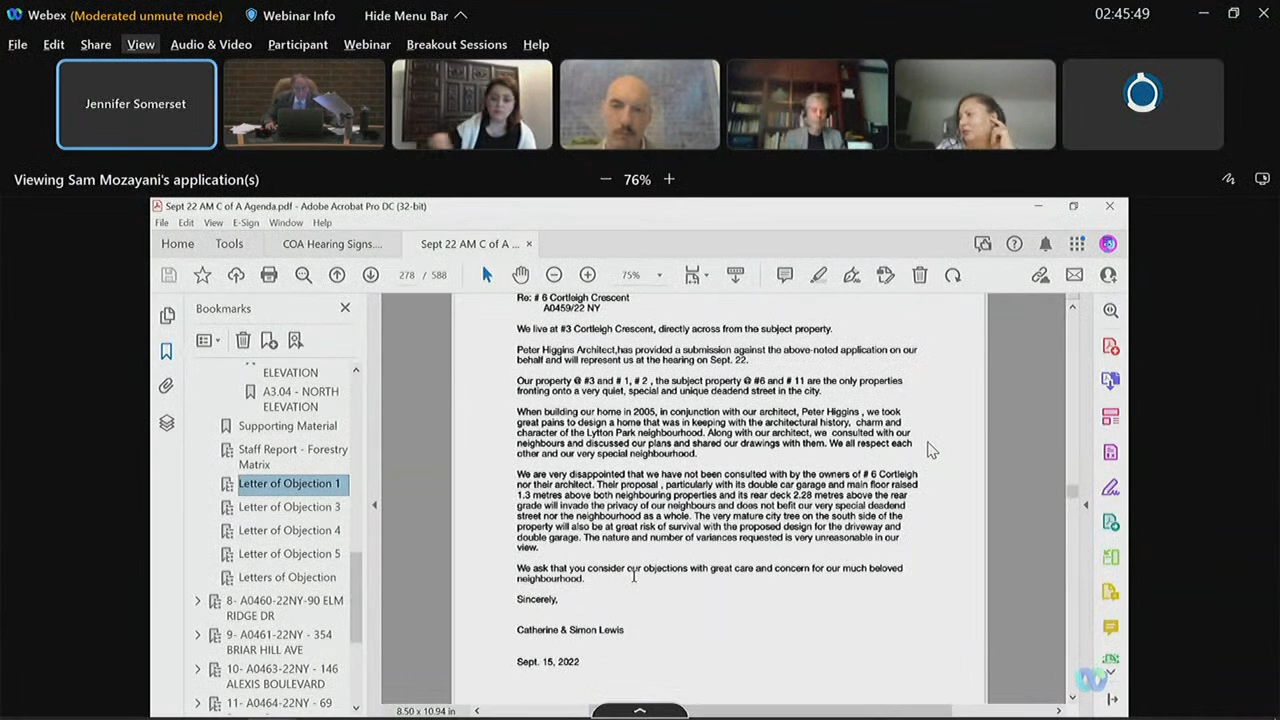 Webex (Moderated unmute mode) Webinar Info Hide Menu Bar 02:45:49
File Edit Share View Audio & Video Participant Webinar Breakout Sessions Help
Jennifer Somerset
Viewing Sam Mozayani's application(s) 76%
Sept 22 AM C of A Agenda.pdf - Adobe Acrobat Pro DC (32-bit)
File Edit View E-Sign Window Help
Home Tools COA Hearing Signs.... Sept 22 AM C of A ... ×
278 / 588 75%
Bookmarks
ELEVATION
A3.04 - NORTH
ELEVATION
Supporting Material
Staff Report - Forestry
Matrix
Letter of Objection 1
Letter of Objection 3
Letter of Objection 4
Letter of Objection 5
Letters of Objection
8- A0460-22NY-90 ELM
RIDGE DR
9- A0461-22NY - 354
BRIAR HILL AVE
10- A0463-22NY - 146
ALEXIS BOULEVARD
11- A0464-22NY - 69
Re: # 6 Cortleigh Crescent
A0459/22 NY
We live at #3 Cortleigh Crescent, directly across from the subject property.
Peter Higgins Architect,has provided a submission against the above-noted application on our
behalf and will represent us at the hearing on Sept. 22.
Our property @ #3 and # 1, # 2 , the subject property @ #6 and # 11 are the only properties
fronting onto a very quiet, special and unique deadend street in the city.
When building our home in 2005, in conjunction with our architect, Peter Higgins , we took
great pains to design a home that was in keeping with the architectural history, charm and
character of the Lytton Park neighbourhood. Along with our architect, we consulted with our
neighbours and discussed our plans and shared our drawings with them. We all respect each
other and our very special neighbourhood.
We are very disappointed that we have not been consulted with by the owners of # 6 Cortleigh
nor their architect. Their proposal , particularly with its double car garage and main floor raised
1.3 metres above both neighbouring properties and its rear deck 2.28 metres above the rear
grade will invade the privacy of our neighbours and does not befit our very special deadend
street nor the neighbourhood as a whole. The very mature city tree on the south side of the
property will also be at great risk of survival with the proposed design for the driveway and
double garage. The nature and number of variances requested is very unreasonable in our
view.
We ask that you consider our objections with great care and concern for our much beloved
neighbourhood.
Sincerely,
Catherine & Simon Lewis
Sept. 15, 2022
8.50 x 10.94 in